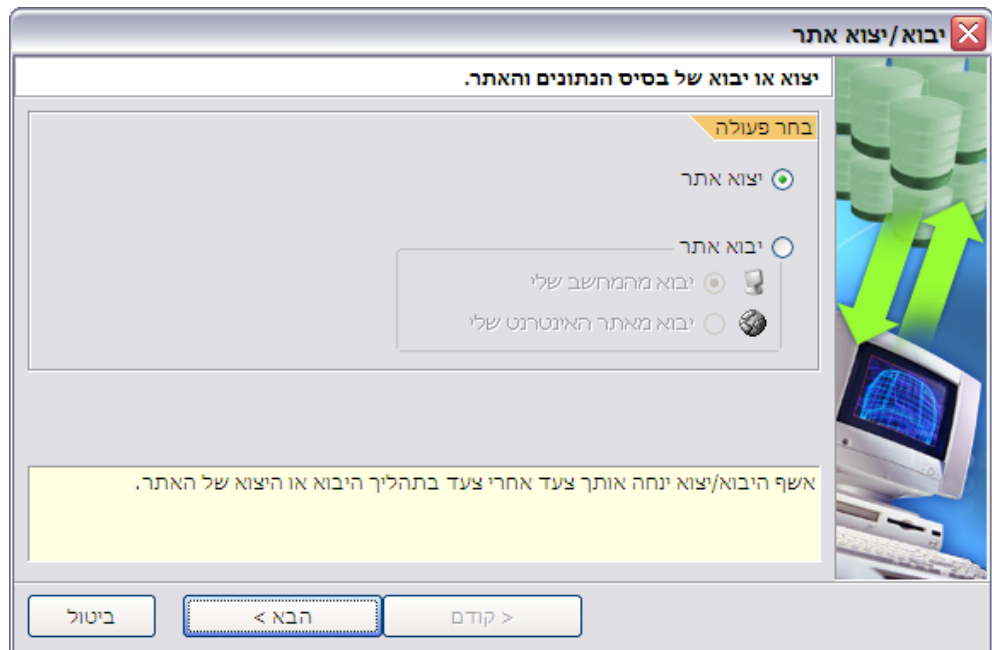 יבוא/יצוא אתר
יצוא או יבוא של בסיס הנתונים והאתר.
בחר פעולה
יצוא אתר
יבוא אתר
יבוא מהמחשב שלי
יבוא מאתר האינטרנט שלי
אשף היבוא/יצוא ינחה אותך צעד אחרי צעד בתהליך היבוא או היצוא של האתר.
< קודם
הבא >
ביטול